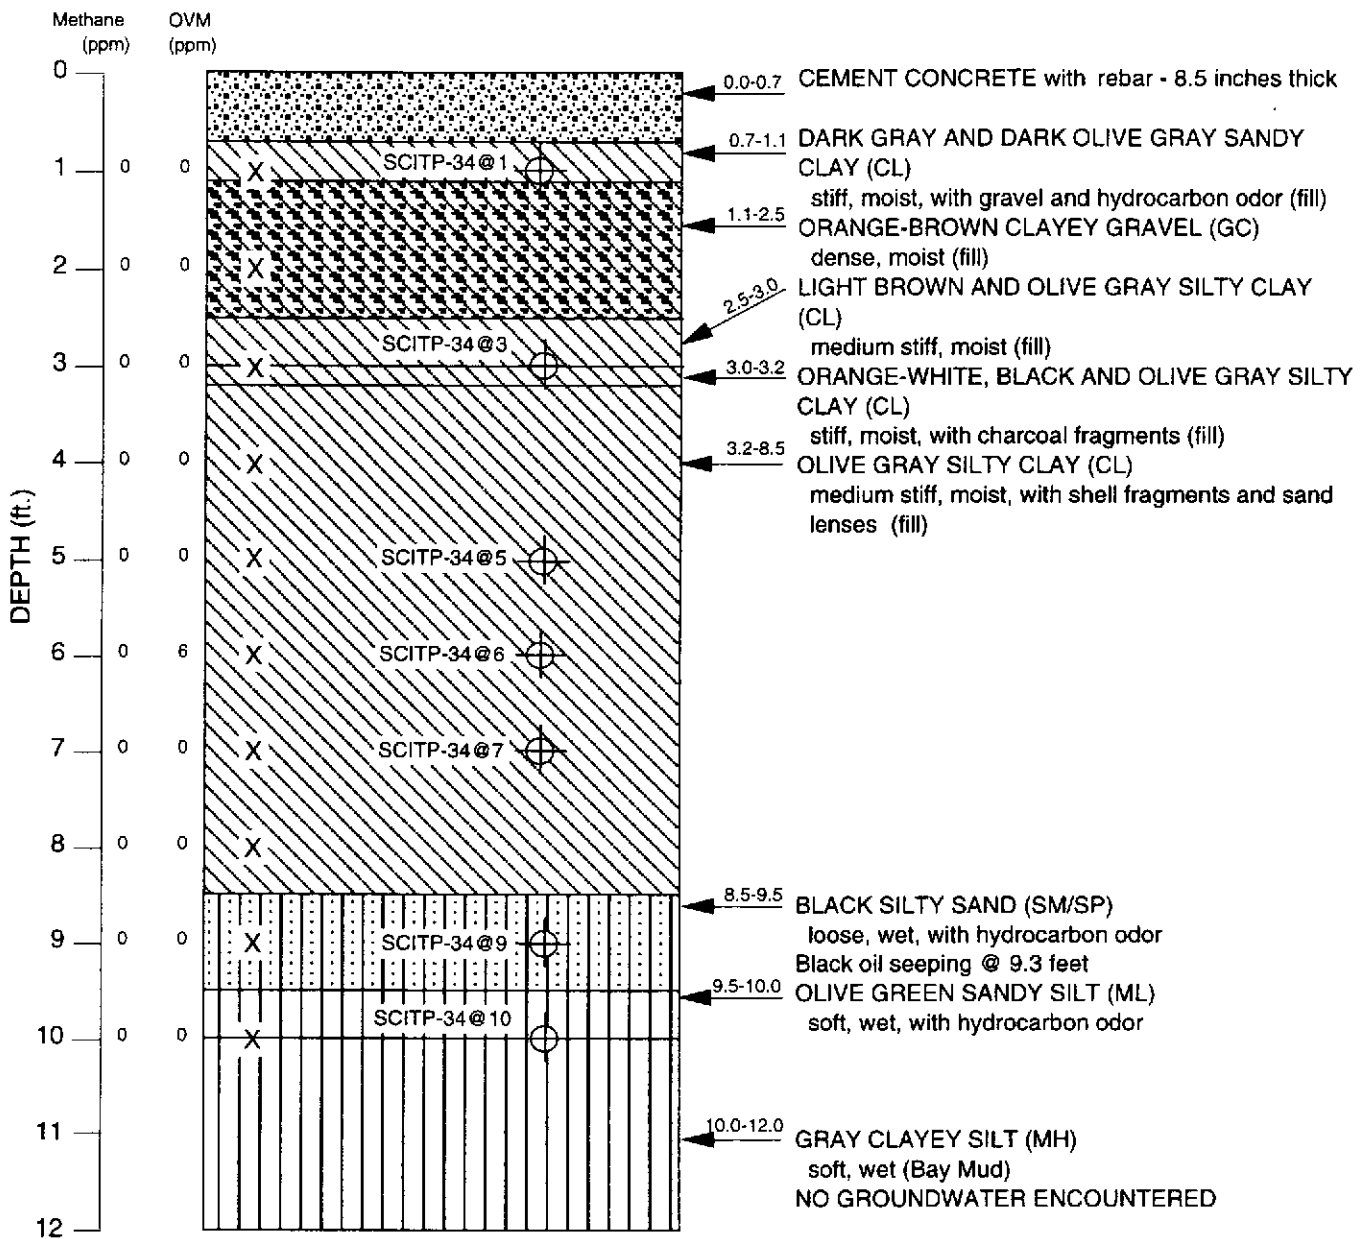 Methane OVM
(ppm) (ppm)
0
0.0-0.7 CEMENT CONCRETE with rebar - 8.5 inches thick
0.7-1.1 DARK GRAY AND DARK OLIVE GRAY SANDY
CLAY (CL)
stiff, moist, with gravel and hydrocarbon odor (fill)
1 0 0 X SCITP-34@1
1.1-2.5 ORANGE-BROWN CLAYEY GRAVEL (GC)
dense, moist (fill)
2 0 0 X
2.5-3.0 LIGHT BROWN AND OLIVE GRAY SILTY CLAY
(CL)
medium stiff, moist (fill)
3 0 0 X SCITP-34@3
3.0-3.2 ORANGE-WHITE, BLACK AND OLIVE GRAY SILTY
CLAY (CL)
stiff, moist, with charcoal fragments (fill)
4 0 0 X
3.2-8.5 OLIVE GRAY SILTY CLAY (CL)
medium stiff, moist, with shell fragments and sand
lenses (fill)
DEPTH (ft.)
5 0 0 X SCITP-34@5
6 0 6 X SCITP-34@6
7 0 0 X SCITP-34@7
8 0 0 X
8.5-9.5 BLACK SILTY SAND (SM/SP)
loose, wet, with hydrocarbon odor
Black oil seeping @ 9.3 feet
9 0 0 X SCITP-34@9
9.5-10.0 OLIVE GREEN SANDY SILT (ML)
soft, wet, with hydrocarbon odor
10 0 0 X SCITP-34@10
11
10.0-12.0 GRAY CLAYEY SILT (MH)
soft, wet (Bay Mud)
NO GROUNDWATER ENCOUNTERED
12